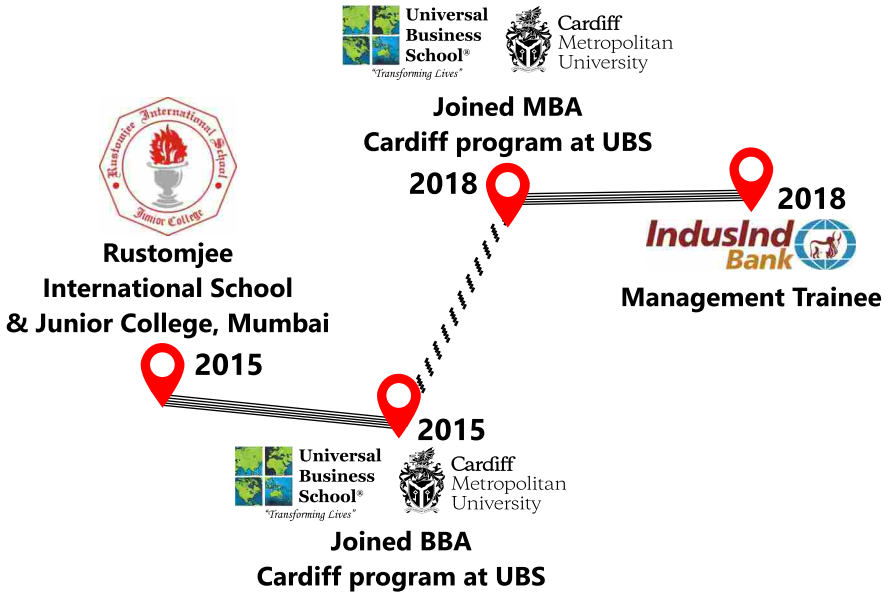 Universal
Business
School®
"Transforming Lives"
Cardiff
Metropolitan
University
Joined MBA
Cardiff program at UBS
2018
2018
IndusInd
Bank
Management Trainee
Rustomjee International School
Junior College
Rustomjee
International School
& Junior College, Mumbai
2015
2015
Universal
Business
School®
"Transforming Lives"
Cardiff
Metropolitan
University
Joined BBA
Cardiff program at UBS